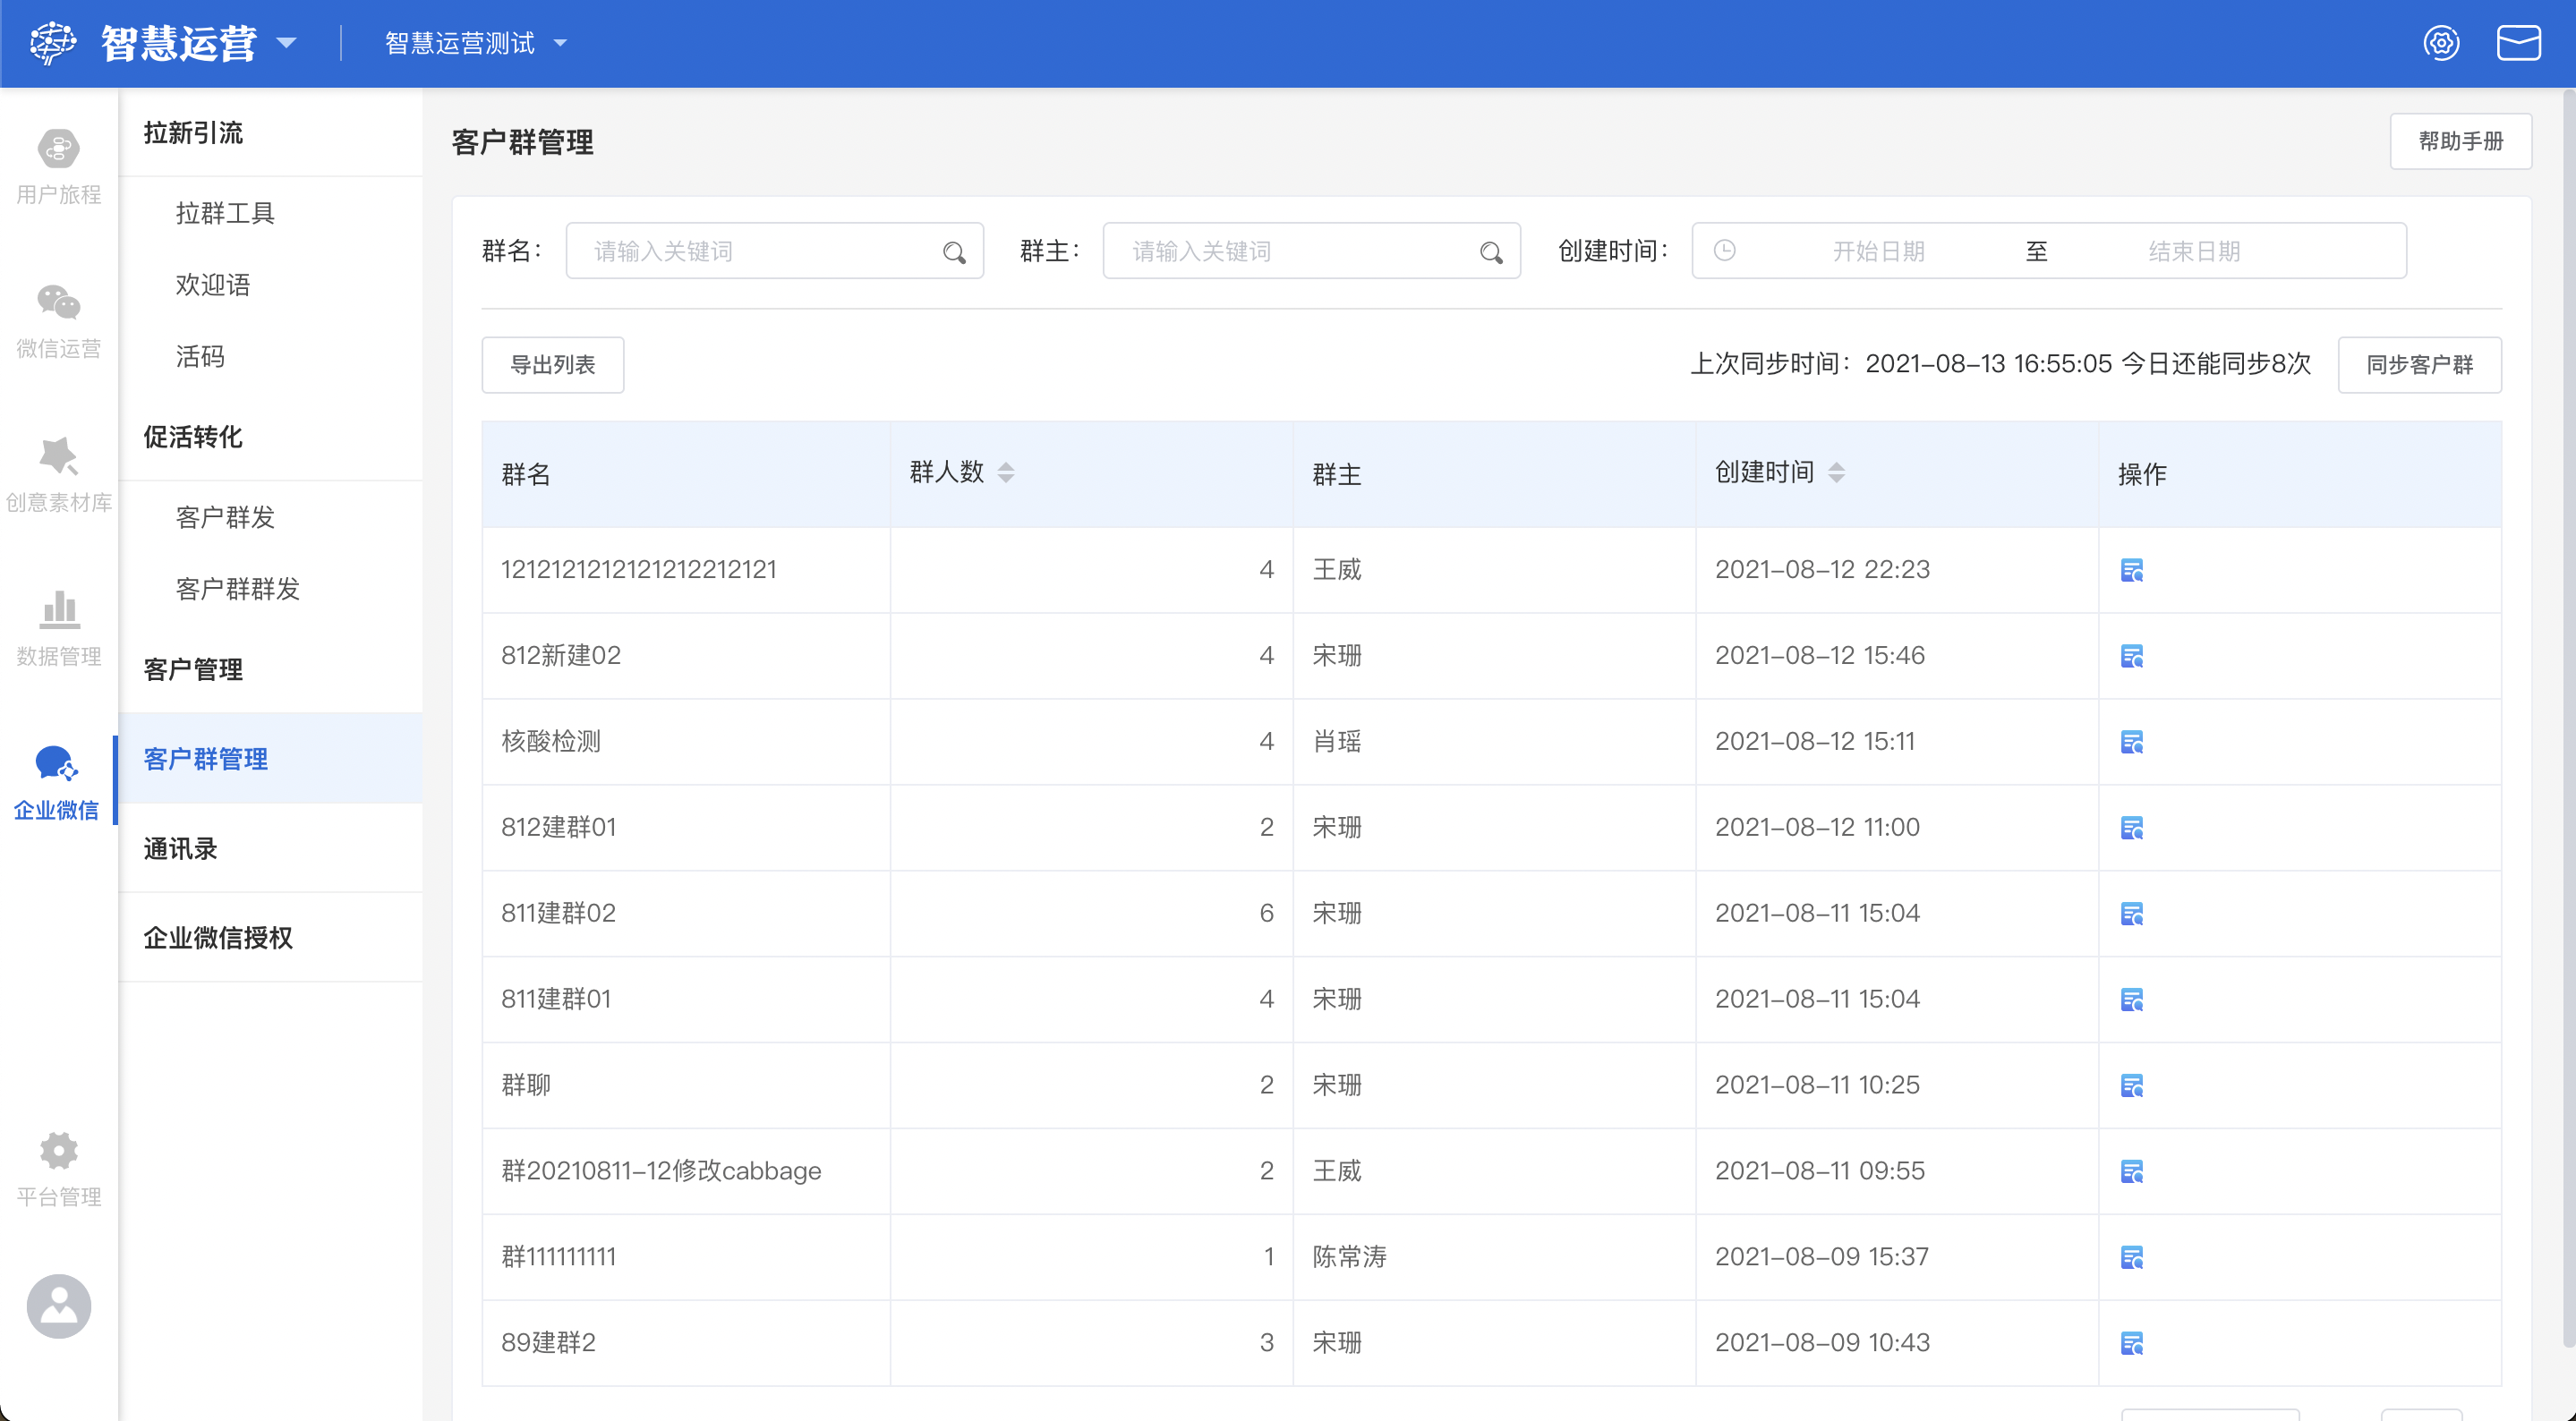 智慧运营
智慧运营测试
用户旅程
微信运营
创意素材库
数据管理
企业微信
平台管理
拉新引流
拉群工具
欢迎语
活码
促活转化
客户群发
客户群群发
客户管理
客户群管理
通讯录
企业微信授权
客户群管理
帮助手册
群名： 请输入关键词 群主： 请输入关键词 创建时间： 开始日期 至 结束日期
导出列表 上次同步时间：2021-08-13 16:55:05 今日还能同步8次 同步客户群
群名 群人数 群主 创建时间 操作
1212121212121212212121 4 王威 2021-08-12 22:23
812新建02 4 宋珊 2021-08-12 15:46
核酸检测 4 肖瑶 2021-08-12 15:11
812建群01 2 宋珊 2021-08-12 11:00
811建群02 6 宋珊 2021-08-11 15:04
811建群01 4 宋珊 2021-08-11 15:04
群聊 2 宋珊 2021-08-11 10:25
群20210811-12修改cabbage 2 王威 2021-08-11 09:55
群111111111 1 陈常涛 2021-08-09 15:37
89建群2 3 宋珊 2021-08-09 10:43